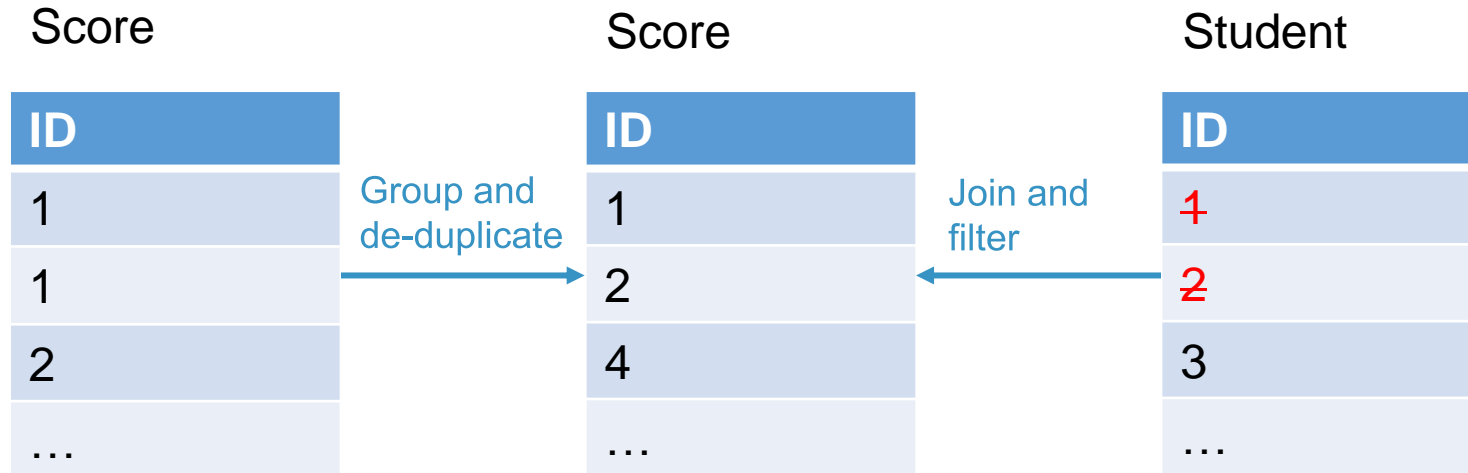 Score
ID
1
1
2
…
Group and
de-duplicate
Score
ID
1
2
4
…
Join and
filter
Student
ID
1
2
3
…